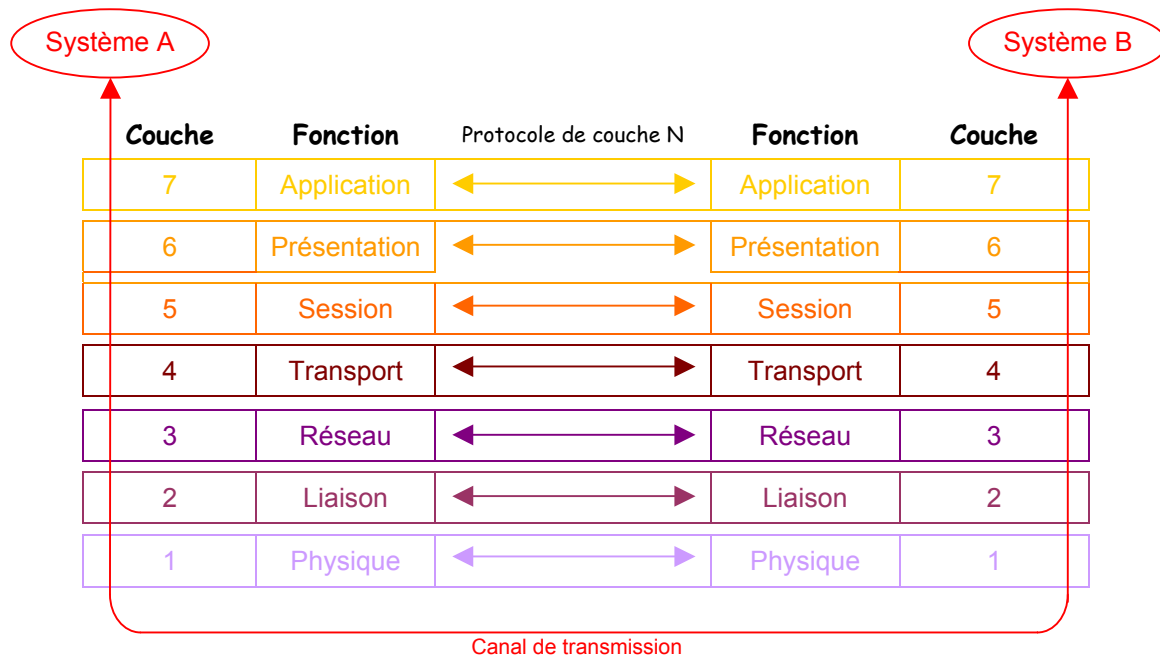 Système A Système B
Couche Fonction Protocole de couche N Fonction Couche
7 Application Application 7
6 Présentation Présentation 6
5 Session Session 5
4 Transport Transport 4
3 Réseau Réseau 3
2 Liaison Liaison 2
1 Physique Physique 1
Canal de transmission